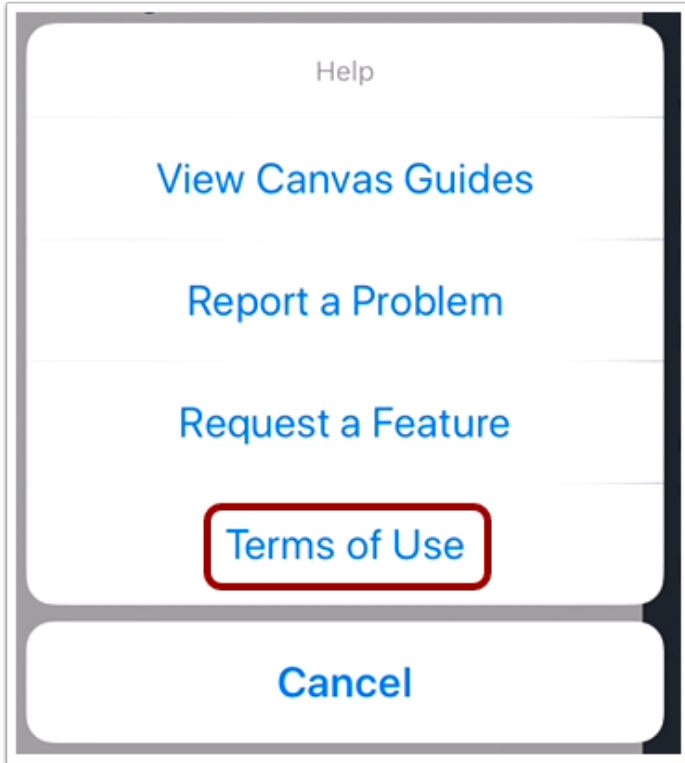 Help
View Canvas Guides
Report a Problem
Request a Feature
Terms of Use
Cancel